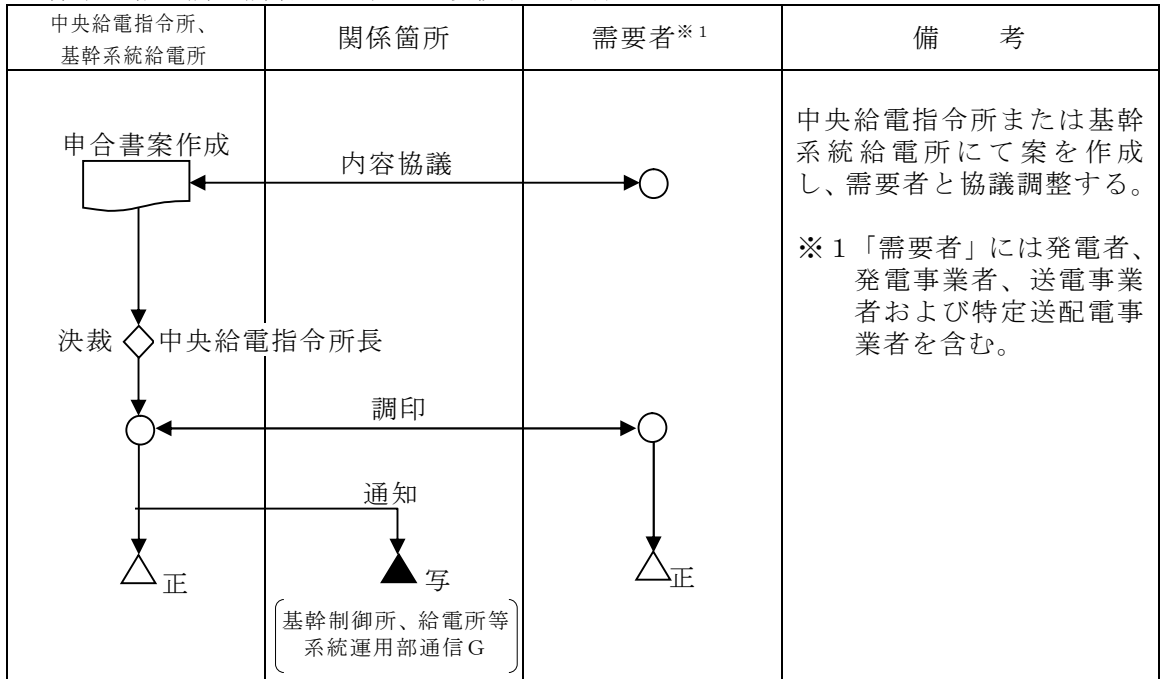 中央給電指令所、
基幹系統給電所
関係箇所
需要者※1
備　考
申合書案作成
内容協議
中央給電指令所または基幹
系統給電所にて案を作成
し、需要者と協議調整する。
※1「需要者」には発電者、
発電事業者、送電事業
者および特定送配電事
業者を含む。
決裁
中央給電指令所長
調印
通知
正
写
正
基幹制御所、給電所等
系統運用部通信G